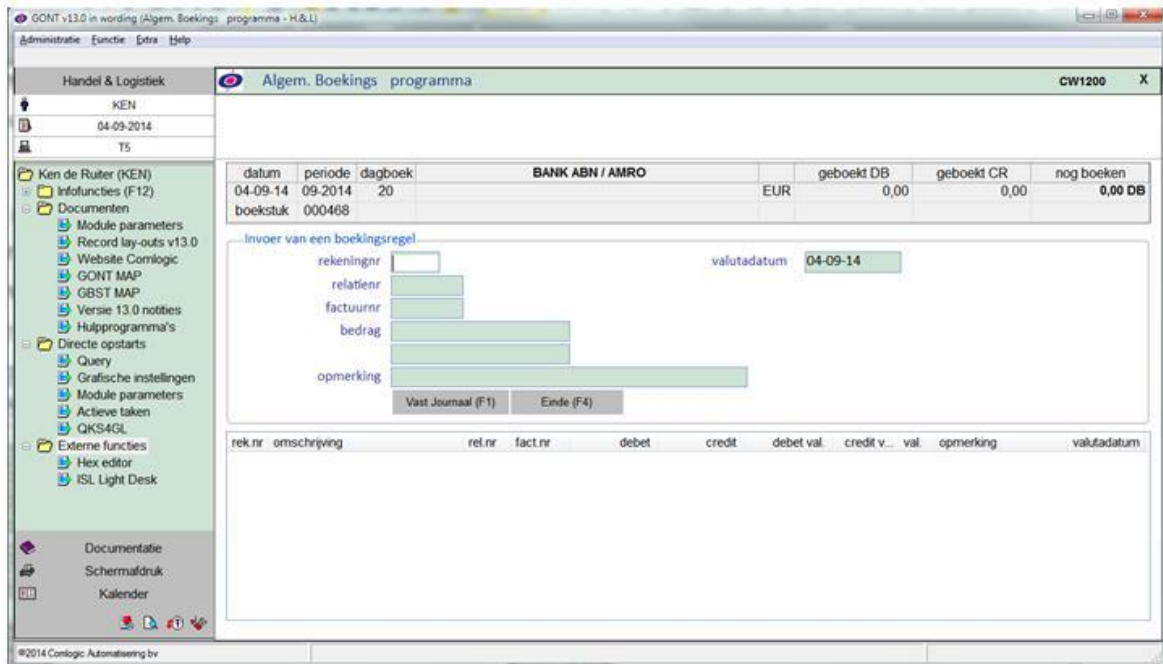 GONT v13.0 in wording (Algem. Boekings programma - H.&L)
Administratie Functie Extra Help
Handel & Logistiek
KEN
04-09-2014
T5
Ken de Ruiter (KEN)
Infofuncties (F12)
Documenten
Module parameters
Record lay-outs v13.0
Website Comlogic
GONT MAP
GBST MAP
Versie 13.0 notities
Hulpprogramma's
Directe opstarts
Query
Grafische instellingen
Module parameters
Actieve taken
QKS4GL
Externe functies
Hex editor
ISL Light Desk
Documentatie
Schermafdruk
Kalender
Algem. Boekings programma CW1200 X
datum periode dagboek BANK ABN / AMRO geboekt DB geboekt CR nog boeken
04-09-14 09-2014 20 EUR 0,00 0,00 0,00 DB
boekstuk 000468
Invoer van een boekingsregel
rekeningnr valutadatum 04-09-14
relatienr
factuurnr
bedrag
opmerking
Vast Journaal (F1) Einde (F4)
rek.nr omschrijving rel.nr fact.nr debet credit debet val. credit v... val. opmerking valutadatum
©2014 Comlogic Automatisering bv